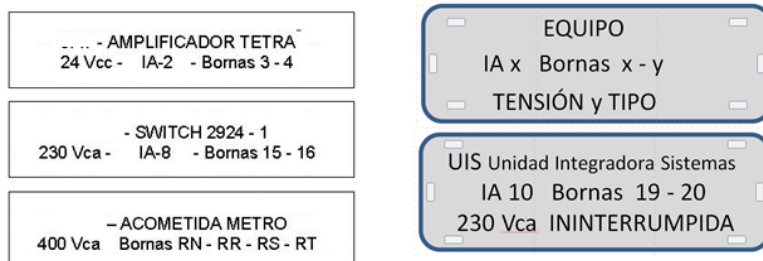 - AMPLIFICADOR TETRA
24 Vcc - IA-2 - Bornas 3 - 4
- SWITCH 2924 - 1
230 Vca - IA-8 - Bornas 15 - 16
– ACOMETIDA METRO
400 Vca Bornas RN - RR - RS - RT
EQUIPO
IA x Bornas x - y
TENSIÓN y TIPO
UIS Unidad Integradora Sistemas
IA 10 Bornas 19 - 20
230 Vca ININTERRUMPIDA